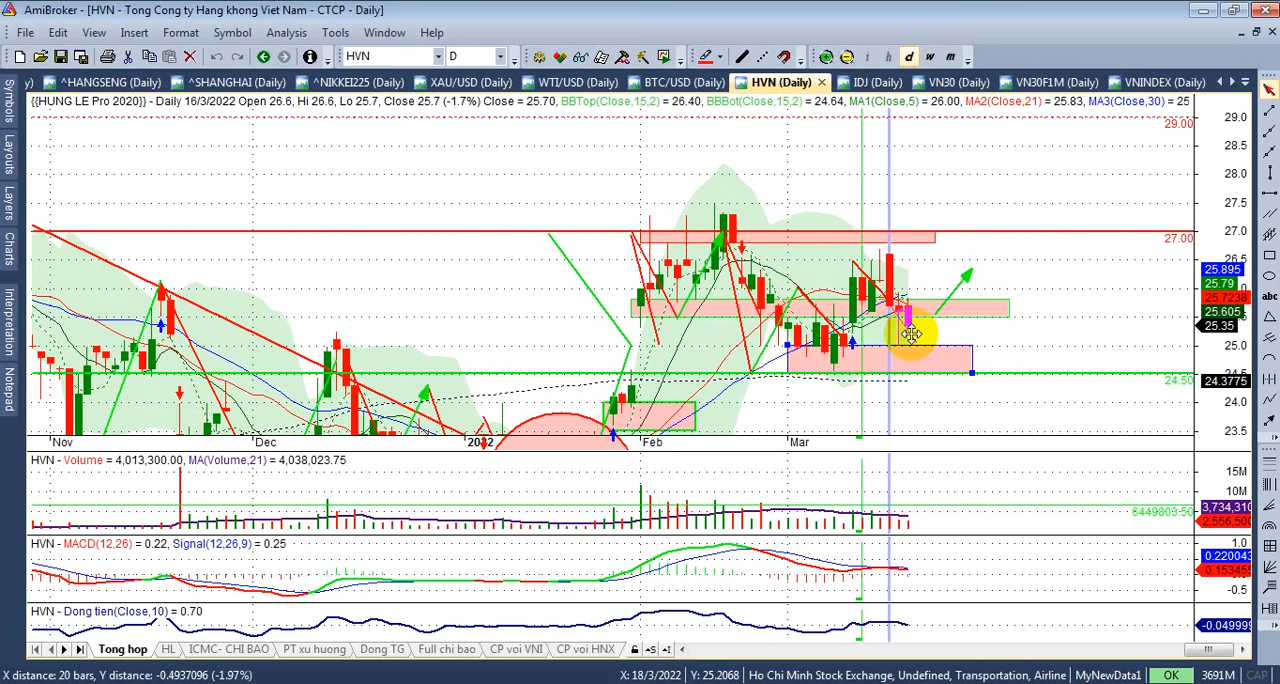 AmiBroker - [HVN - Tong Cong ty Hang khong Viet Nam - CTCP - Daily]
File Edit View Insert Format Symbol Analysis Tools Window Help
HVN D d w m
^HANGSENG (Daily) ^SHANGHAI (Daily) ^NIKKEI225 (Daily) XAU/USD (Daily) WTI/USD (Daily) BTC/USD (Daily) HVN (Daily) IDJ (Daily) VN30 (Daily) VN30F1M (Daily) VNINDEX (Daily)
{{HUNG LE Pro 2020}} - Daily 16/3/2022 Open 26.6, Hi 26.6, Lo 25.7, Close 25.7 (-1.7%) Close = 25.70, BBTop(Close,15,2) = 26.40, BBBot(Close,15,2) = 24.64, MA1(Close,5) = 26.00, MA2(Close,21) = 25.83, MA3(Close,30) = 25
Symbols
Layouts
Layers
Charts
Interpretation
Notepad
abc
29.00
29.0
28.5
28.0
27.5
27.0
27.00
26.5
26.0
25.895
25.79
25.7238
25.605
25.35
25.0
24.5
24.50
24.3775
24.0
23.5
Nov Dec 2022 Feb Mar
HVN - Volume = 4,013,300.00, MA(Volume,21) = 4,038,023.75
15M
10M
3,734,310
6449803.50
2,556,500
HVN - MACD(12,26) = 0.22, Signal(12,26,9) = 0.25
1.0
0.220043
0.153455
-0.5
HVN - Dong tien(Close,10) = 0.70
-0.049999
Tong hop HL ICMC- CHI BAO PT xu huong Dong TG Full chi bao CP voi VNI CP voi HNX
X distance: 20 bars, Y distance: -0.4937096 (-1.97%) X: 18/3/2022 Y: 25.2068 Ho Chi Minh Stock Exchange, Undefined, Transportation, Airline MyNewData1 OK 3691M CAP